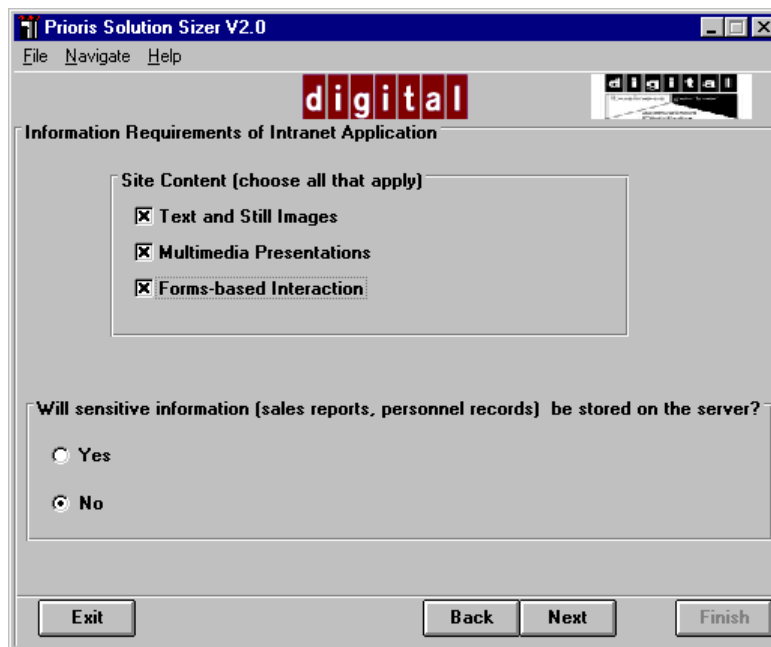 Prioris Solution Sizer V2.0
File Navigate Help
digital
digital
Information Requirements of Intranet Application
Site Content (choose all that apply)
Text and Still Images
Multimedia Presentations
Forms-based Interaction
Will sensitive information (sales reports, personnel records) be stored on the server?
Yes
No
Exit
Back
Next
Finish